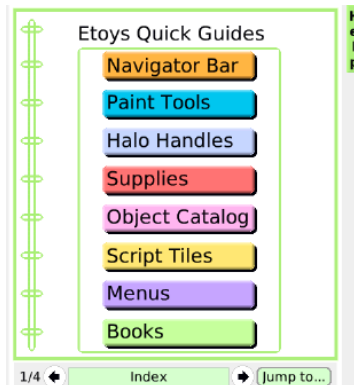 Etoys Quick Guides
Navigator Bar
Paint Tools
Halo Handles
Supplies
Object Catalog
Script Tiles
Menus
Books
1/4 Index Jump to...